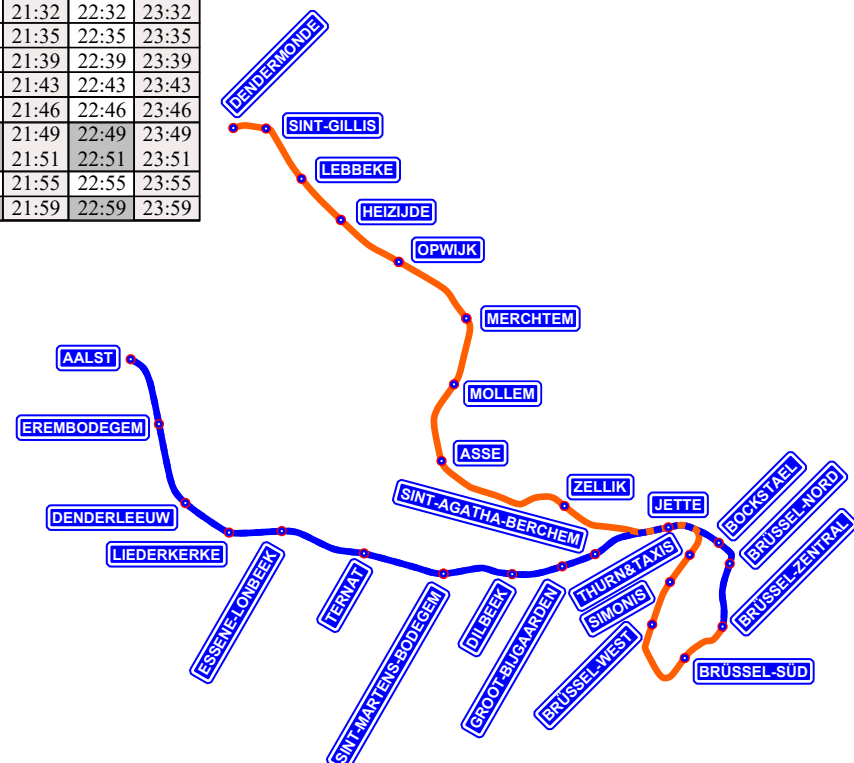 21:32 22:32 23:32
21:35 22:35 23:35
21:39 22:39 23:39
21:43 22:43 23:43
21:46 22:46 23:46
21:49 22:49 23:49
21:51 22:51 23:51
21:55 22:55 23:55
21:59 22:59 23:59
DENDERMONDE
SINT-GILLIS
LEBBEKE
HEIZIJDE
OPWIJK
MERCHTEM
AALST
MOLLEM
EREMBODEGEM
ASSE
ZELLIK
SINT-AGATHA-BERCHEM
JETTE
BOCKSTAEL
BRÜSSEL-NORD
BRÜSSEL-ZENTRAL
DENDERLEEUW
LIEDERKERKE
ESSENE-LONBEEK
TERNAT
SINT-MARTENS-BODEGEM
DILBEEK
GROOT-BIJGAARDEN
THURN&TAXIS
SIMONIS
BRÜSSEL-WEST
BRÜSSEL-SÜD